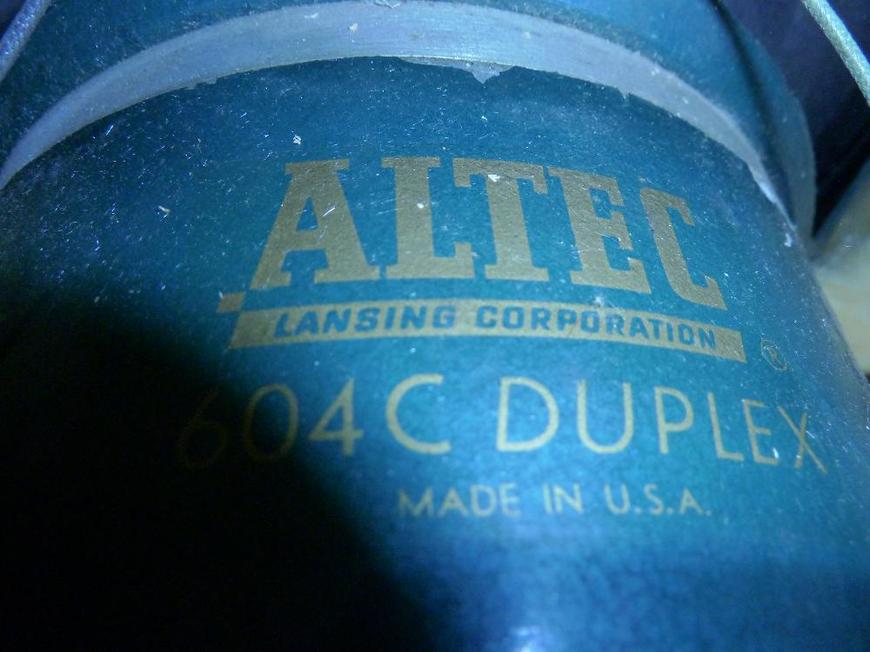 ALTEC
LANSING CORPORATION ®
604C DUPLEX
MADE IN U.S.A.